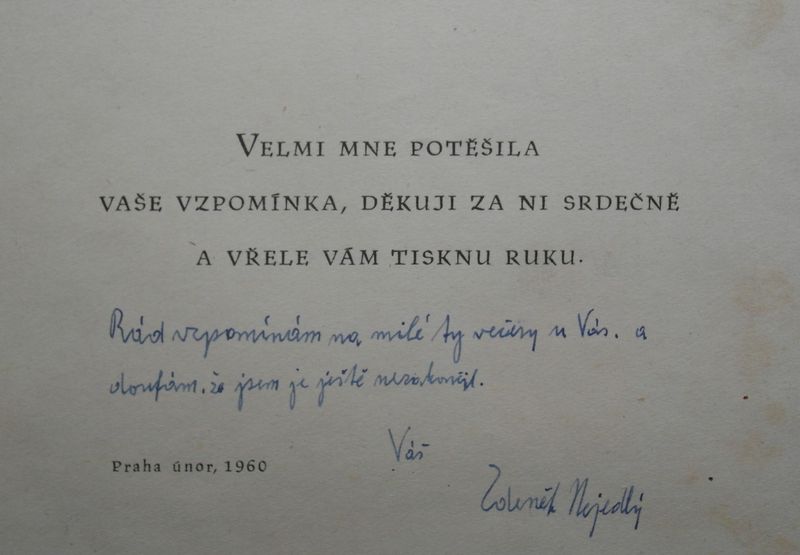 VELMI MNE POTĚŠILA
VAŠE VZPOMÍNKA, DĚKUJI ZA NI SRDEČNĚ
A VŘELE VÁM TISKNU RUKU.
Rád vzpomínám na milé ty večery u Vás. a
doufám. že jsem je ještě nezakončil.
Váš
Praha únor, 1960
Zdeněk Nejedlý